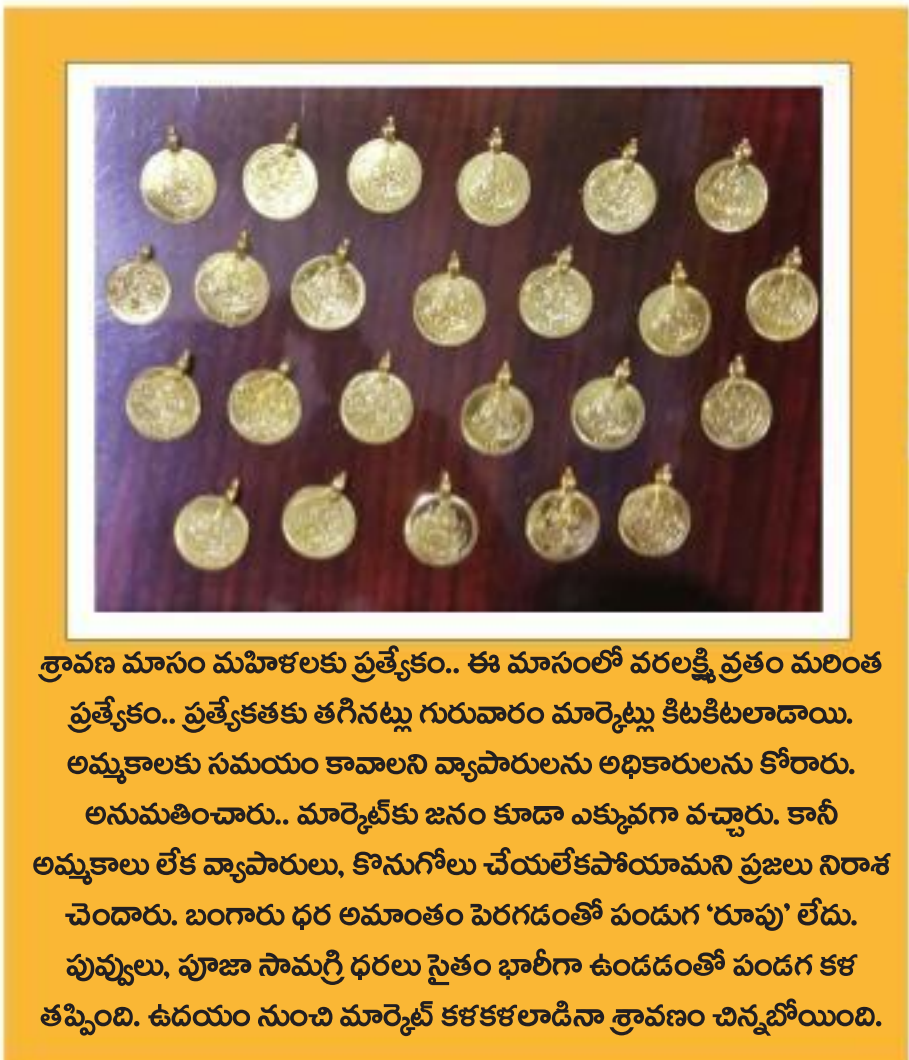 శ్రావణ మాసం మహిళలకు ప్రత్యేకం.. ఈ మాసంలో వరలక్ష్మి వ్రతం మరింత
ప్రత్యేకం.. ప్రత్యేకతకు తగినట్లు గురువారం మార్కెట్లు కిటకిటలాడాయి.
అమ్మకాలకు సమయం కావాలని వ్యాపారులను అధికారులను కోరారు.
అనుమతించారు.. మార్కెట్‌కు జనం కూడా ఎక్కువగా వచ్చారు. కానీ
అమ్మకాలు లేక వ్యాపారులు, కొనుగోలు చేయలేకపోయామని ప్రజలు నిరాశ
చెందారు. బంగారు ధర అమాంతం పెరగడంతో పండుగ ‘రూపు’ లేదు.
పువ్వులు, పూజా సామగ్రి ధరలు సైతం భారీగా ఉండడంతో పండగ కళ
తప్పింది. ఉదయం నుంచి మార్కెట్ కళకళలాడినా శ్రావణం చిన్నబోయింది.